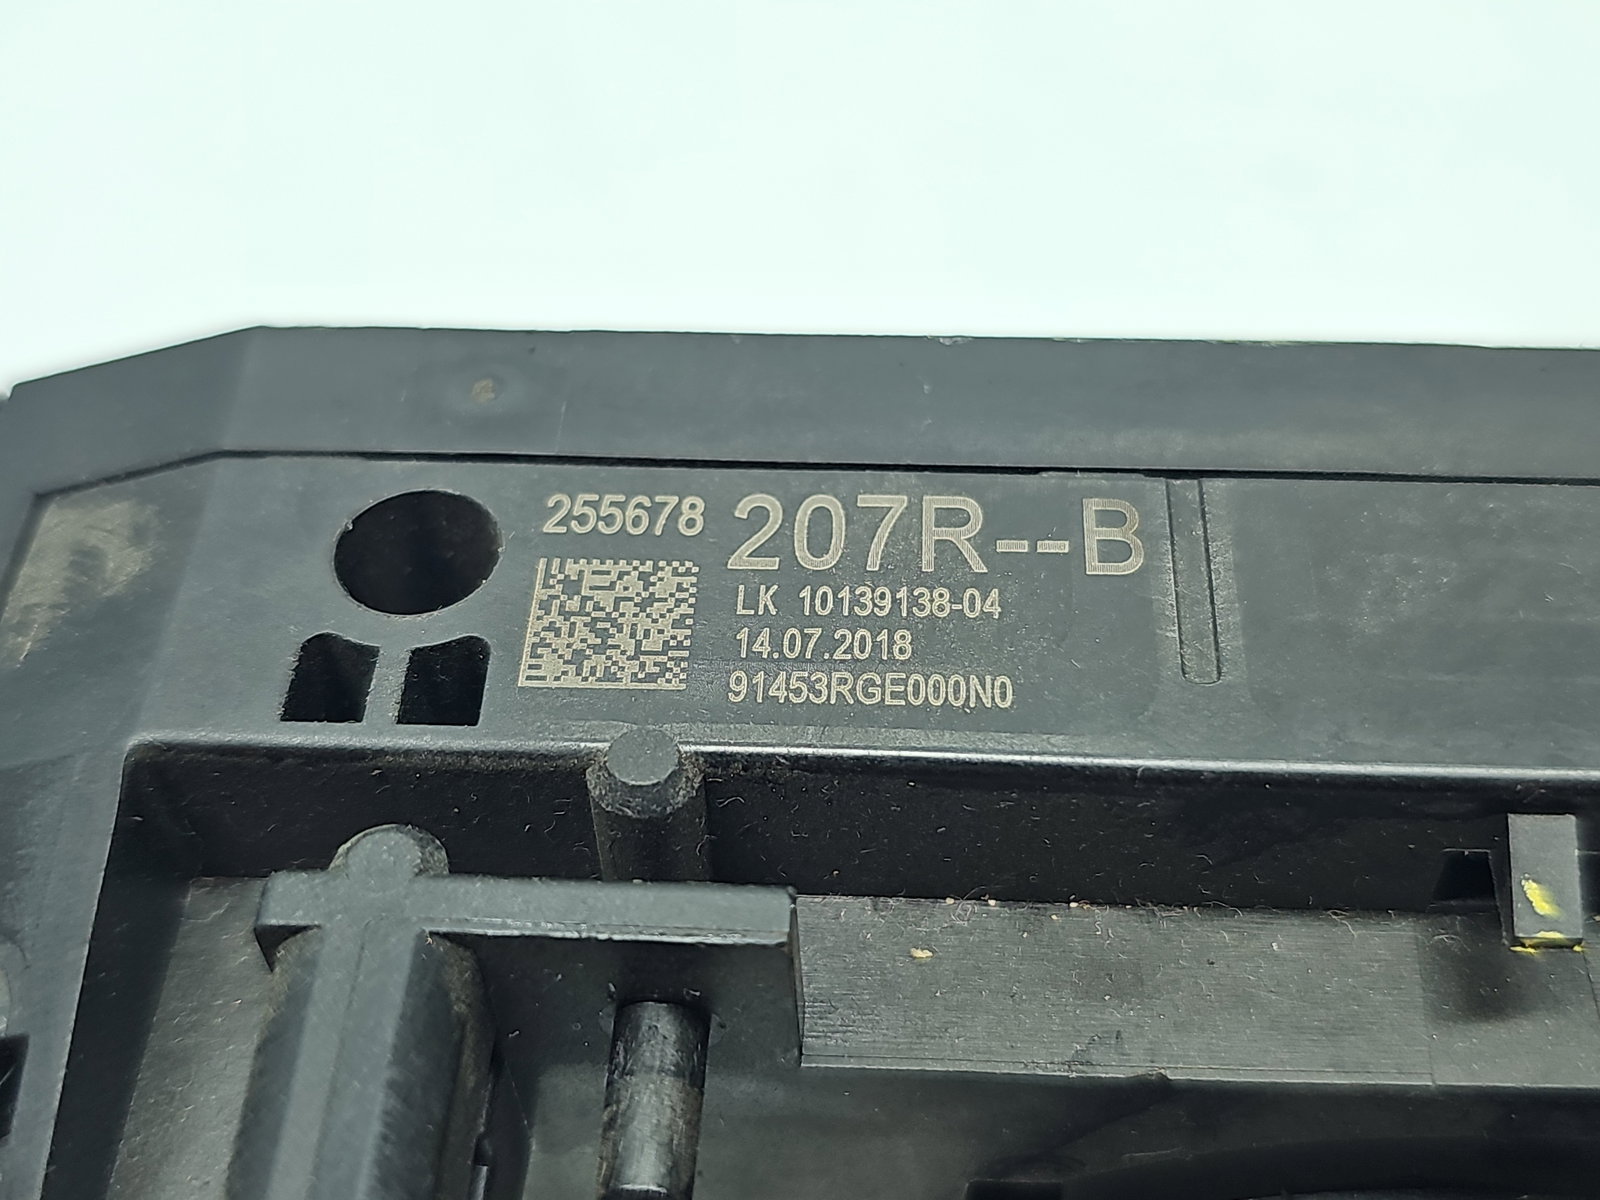 255678 207R--B
LK 10139138-04
14.07.2018
91453RGE000N0